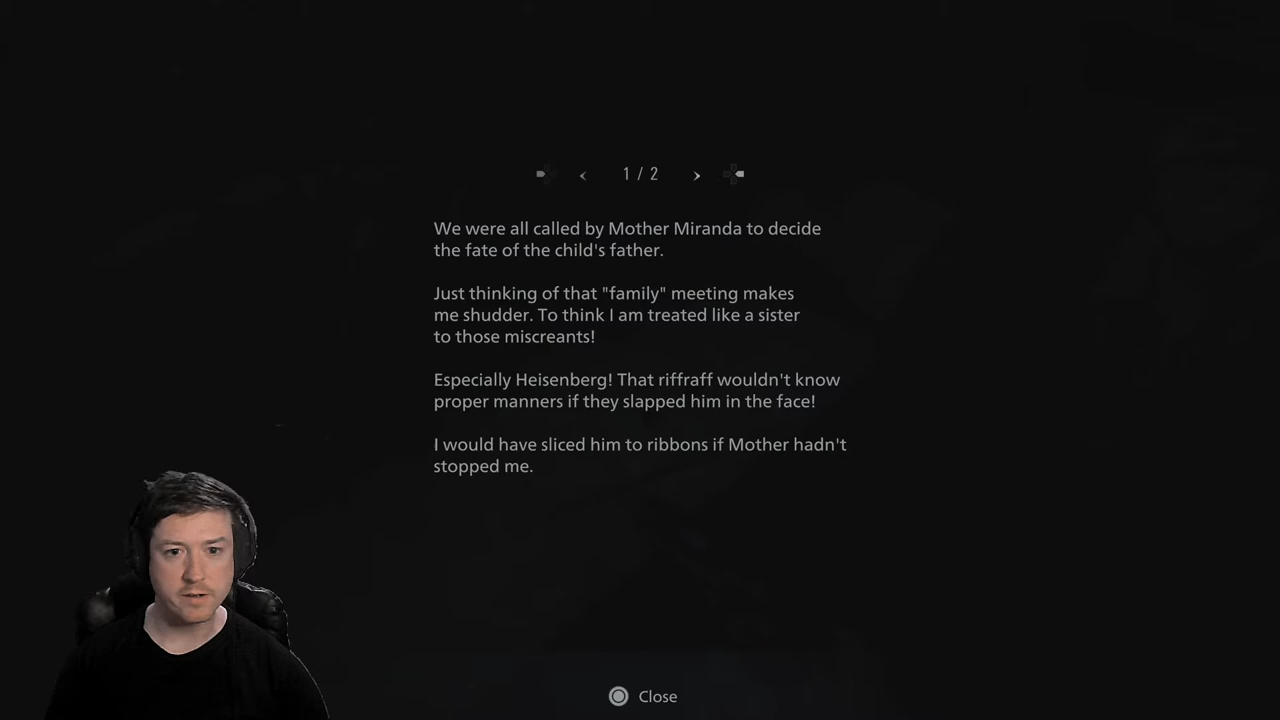 1 / 2
We were all called by Mother Miranda to decide
the fate of the child's father.
Just thinking of that "family" meeting makes
me shudder. To think I am treated like a sister
to those miscreants!
Especially Heisenberg! That riffraff wouldn't know
proper manners if they slapped him in the face!
I would have sliced him to ribbons if Mother hadn't
stopped me.
Close